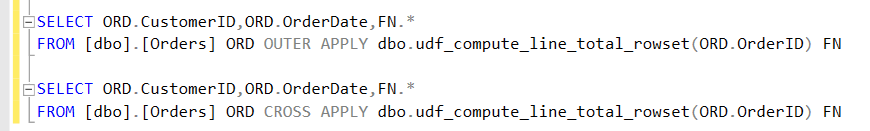 SELECT ORD.CustomerID,ORD.OrderDate,FN.*
FROM [dbo].[Orders] ORD OUTER APPLY dbo.udf_compute_line_total_rowset(ORD.OrderID) FN
SELECT ORD.CustomerID,ORD.OrderDate,FN.*
FROM [dbo].[Orders] ORD CROSS APPLY dbo.udf_compute_line_total_rowset(ORD.OrderID) FN